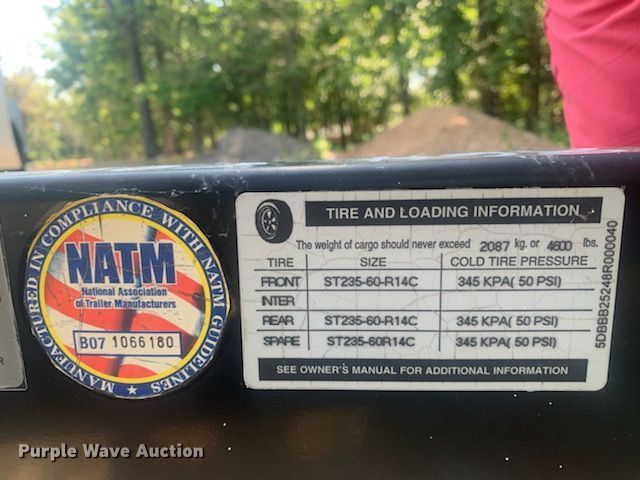 MANUFACTURED IN COMPLIANCE WITH NATM GUIDELINES
NATM
National Association
of Trailer Manufacturers
B07 1066180
TIRE AND LOADING INFORMATION
The weight of cargo should never exceed 2087 kg. or 4600 lbs.
TIRE SIZE COLD TIRE PRESSURE
FRONT ST235-60-R14C 345 KPA( 50 PSI)
INTER
REAR ST235-60-R14C 345 KPA( 50 PSI)
SPARE ST235-60R14C 345 KPA( 50 PSI)
SEE OWNER'S MANUAL FOR ADDITIONAL INFORMATION
5DBBB25248R000040
R
Purple Wave Auction